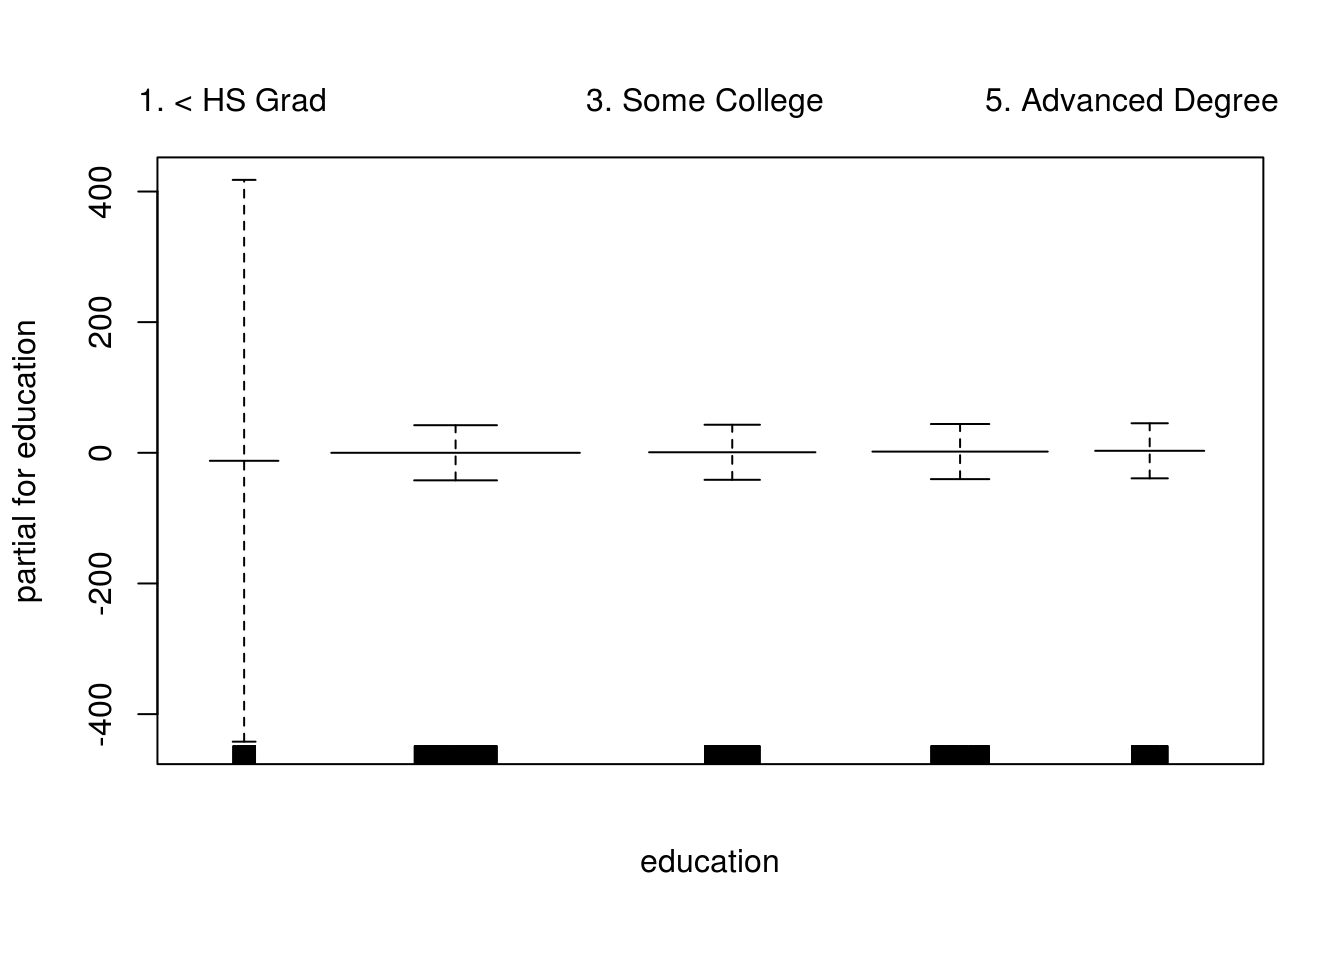 1. < HS Grad
3. Some College
5. Advanced Degree
400
200
0
-200
-400
partial for education
education